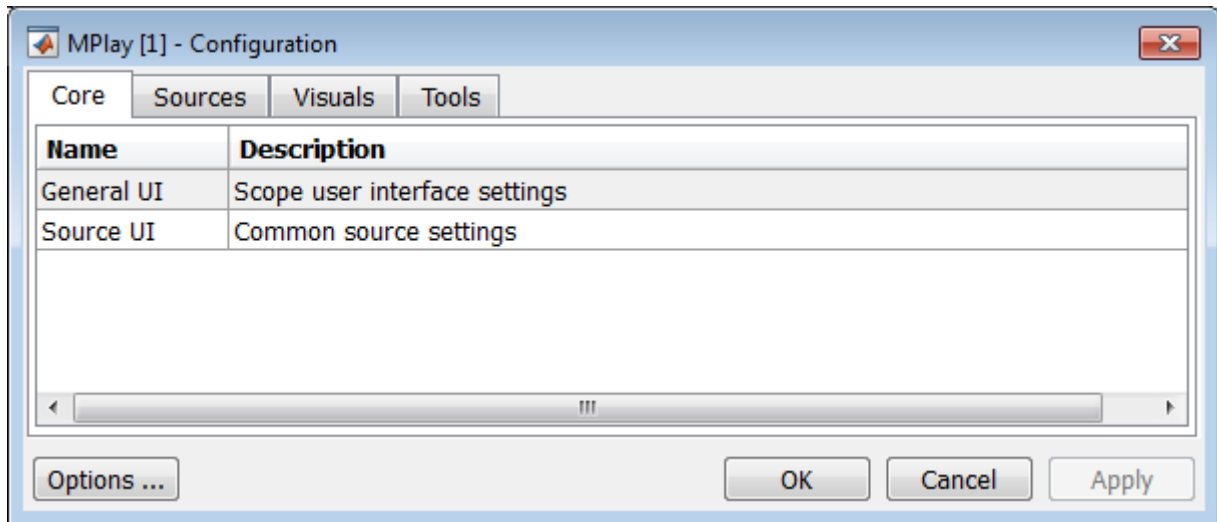 MPlay [1] - Configuration
Core Sources Visuals Tools
Name Description
General UI Scope user interface settings
Source UI Common source settings
Options ... OK Cancel Apply